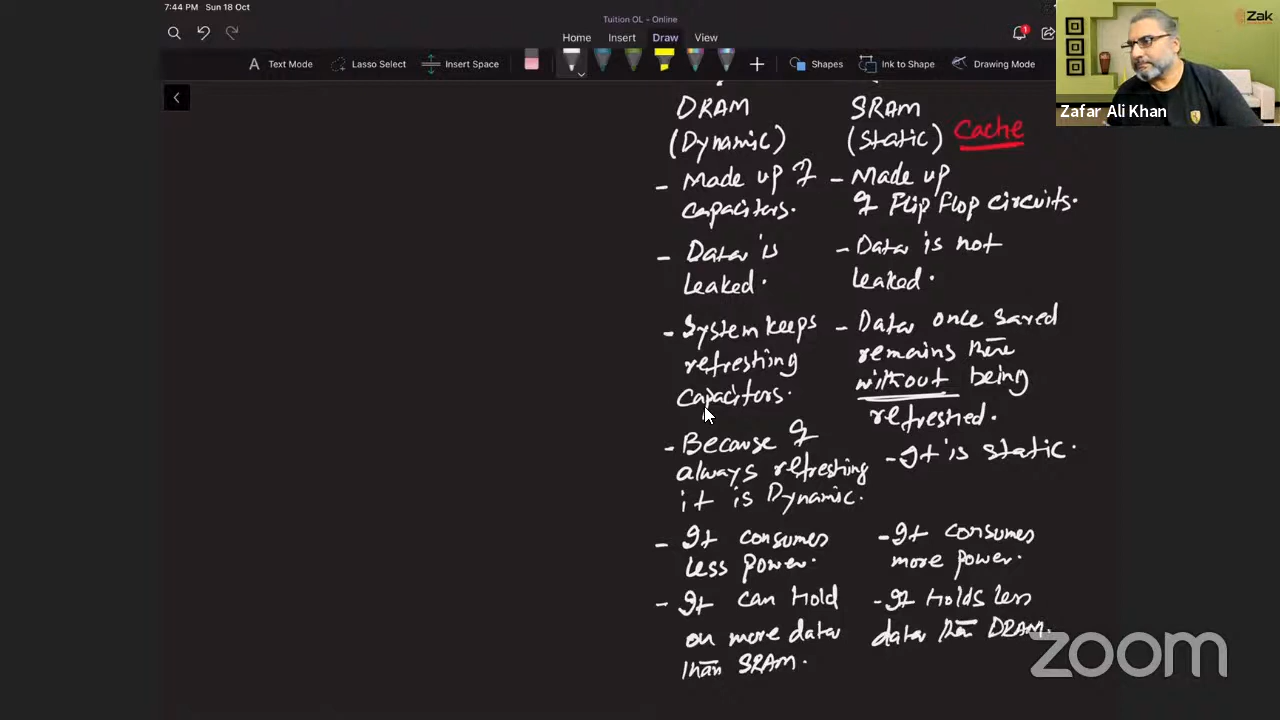 7:44 PM Sun 18 Oct
Tuition OL - Online
Home Insert Draw View
1
Text Mode Lasso Select Insert Space Shapes Ink to Shape Drawing Mode
Zak
Zafar Ali Khan
DRAM
(Dynamic)
- Made up of
capacitors.
- Data is
leaked.
- System keeps
refreshing
capacitors.
- Because of
always refreshing
it is Dynamic.
- It consumes
less power.
- It can hold
on more data
than SRAM.
SRAM
(Static) Cache
- Made up
of Flip Flop circuits.
- Data is not
leaked.
- Data once saved
remains there
without being
refreshed.
- It is static.
- It consumes
more power.
- It holds less
data than DRAM.
zoom